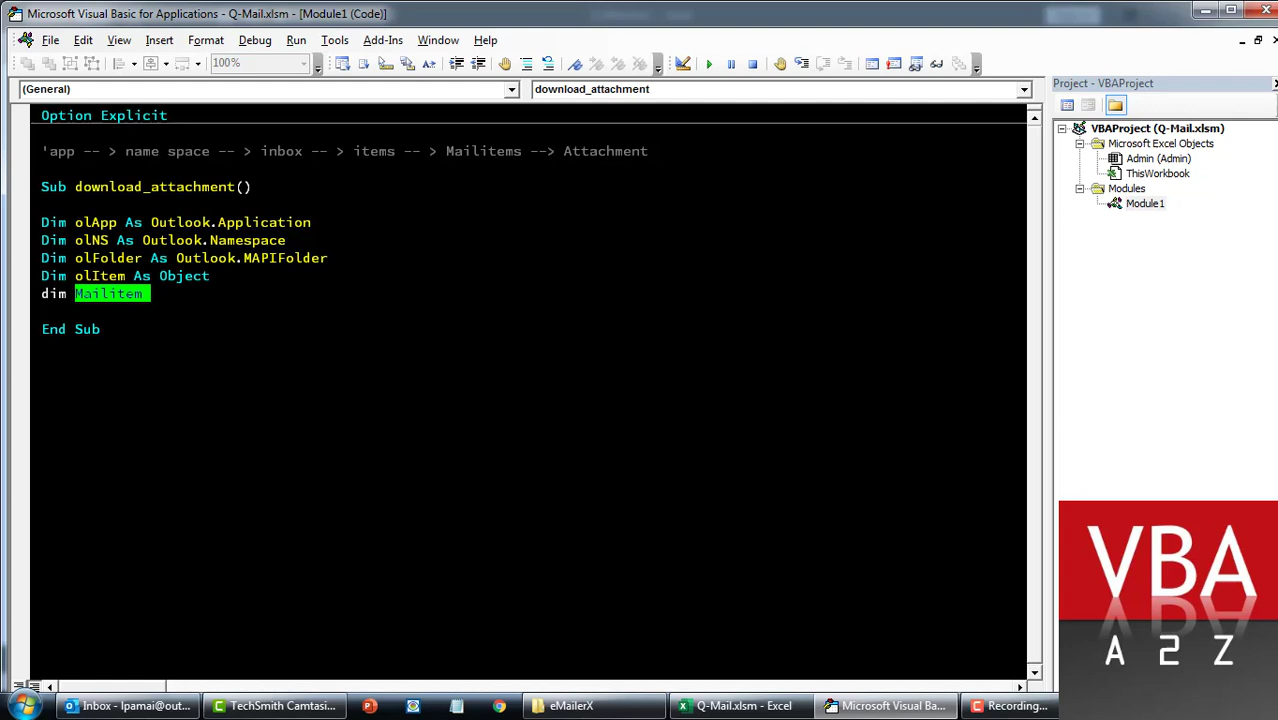 Microsoft Visual Basic for Applications - Q-Mail.xlsm - [Module1 (Code)]
File Edit View Insert Format Debug Run Tools Add-Ins Window Help
100%
(General) download_attachment
Project - VBAProject
Option Explicit
'app -- > name space -- > inbox -- > items -- > Mailitems --> Attachment
Sub download_attachment()
Dim olApp As Outlook.Application
Dim olNS As Outlook.Namespace
Dim olFolder As Outlook.MAPIFolder
Dim olItem As Object
dim Mailitem
End Sub
VBAProject (Q-Mail.xlsm)
Microsoft Excel Objects
Admin (Admin)
ThisWorkbook
Modules
Module1
VBA
A 2 Z
Inbox - lpamai@out... TechSmith Camtasi... eMailerX Q-Mail.xlsm - Excel Microsoft Visual Ba... Recording...